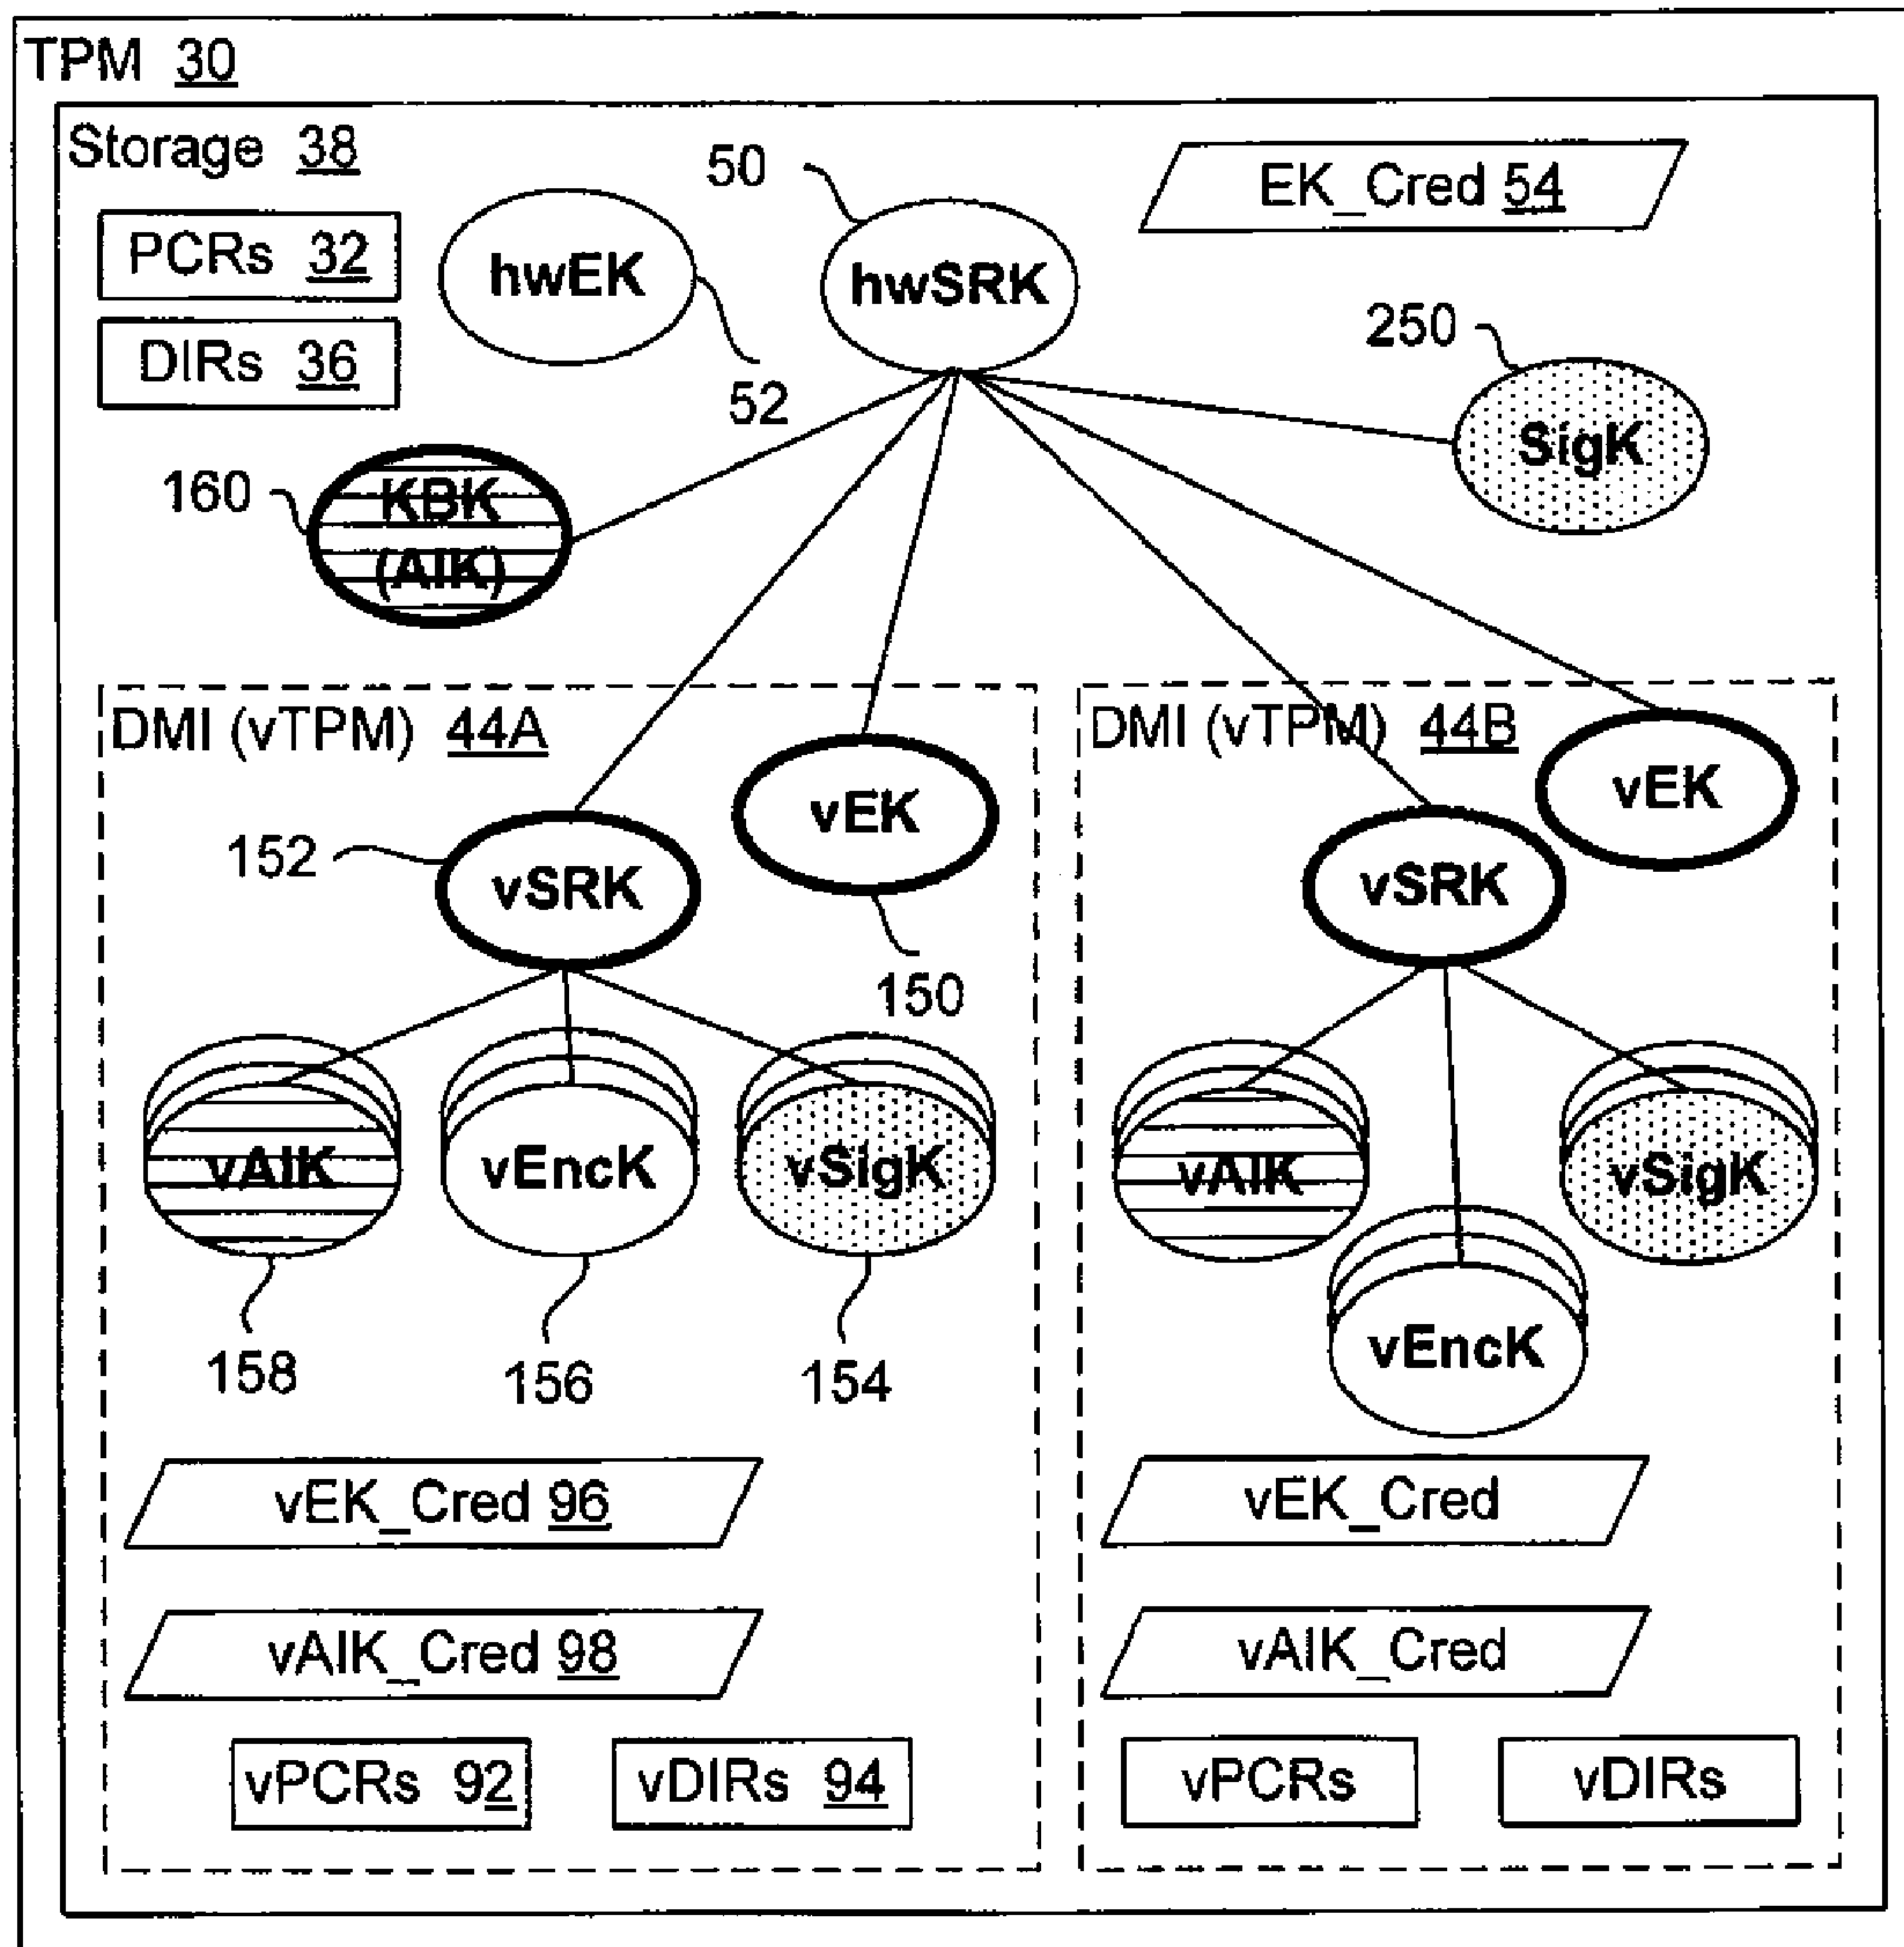 TPM 30
Storage 38
50
EK_Cred 54
PCRs 32
hwEK
hwSRK
DIRs 36
52
250
SigK
160
KBK
(AIK)
DMI (vTPM) 44A
DMI (vTPM) 44B
vEK
vEK
152
vSRK
vSRK
150
vAIK
vEncK
vSigK
vAIK
vSigK
vEncK
158
156
154
vEK_Cred 96
vEK_Cred
vAIK_Cred 98
vAIK_Cred
vPCRs 92
vDIRs 94
vPCRs
vDIRs